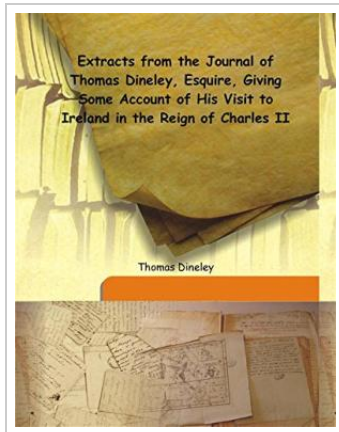 Extracts from the Journal of
Thomas Dineley, Esquire, Giving
Some Account of His Visit to
Ireland in the Reign of Charles II
Thomas Dineley